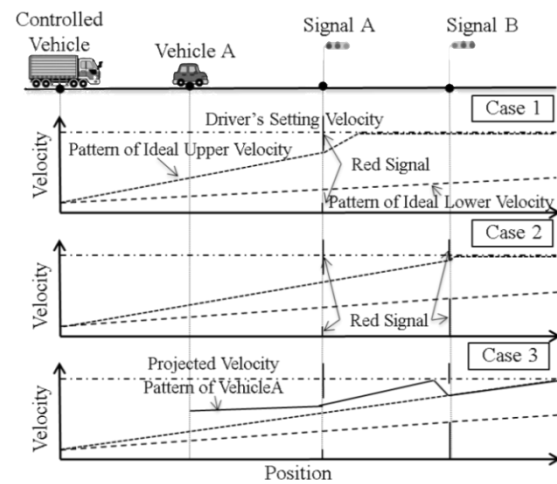 Controlled
Vehicle
Vehicle A
Signal A
Signal B
Case 1
Driver's Setting Velocity
Pattern of Ideal Upper Velocity
Red Signal
Pattern of Ideal Lower Velocity
Velocity
Case 2
Red Signal
Velocity
Case 3
Projected Velocity
Pattern of VehicleA
Velocity
Position